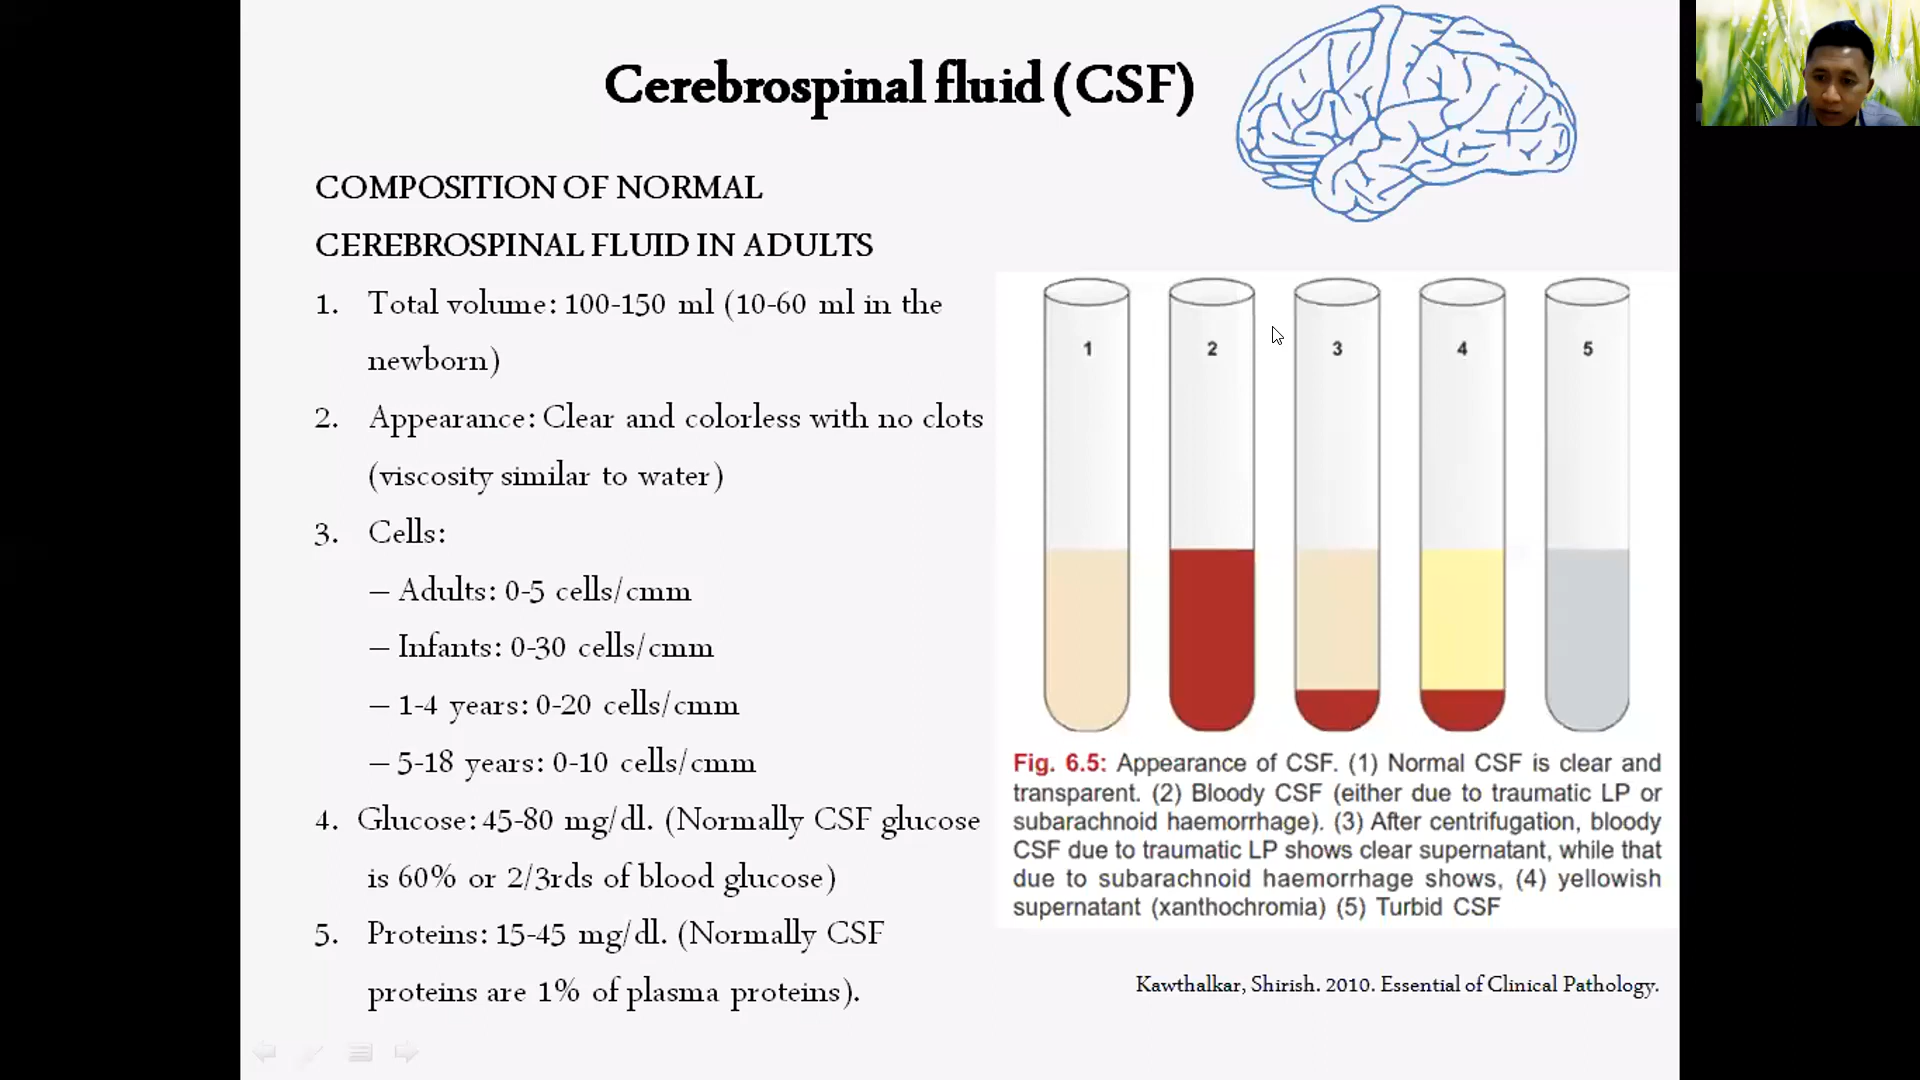 Cerebrospinal fluid (CSF)
COMPOSITION OF NORMAL
CEREBROSPINAL FLUID IN ADULTS
1. Total volume: 100-150 ml (10-60 ml in the
newborn)
2. Appearance: Clear and colorless with no clots
(viscosity similar to water)
3. Cells:
– Adults: 0-5 cells/cmm
– Infants: 0-30 cells/cmm
– 1-4 years: 0-20 cells/cmm
– 5-18 years: 0-10 cells/cmm
4. Glucose: 45-80 mg/dl. (Normally CSF glucose
is 60% or 2/3rds of blood glucose)
5. Proteins: 15-45 mg/dl. (Normally CSF
proteins are 1% of plasma proteins).
1 2 3 4 5
Fig. 6.5: Appearance of CSF. (1) Normal CSF is clear and
transparent. (2) Bloody CSF (either due to traumatic LP or
subarachnoid haemorrhage). (3) After centrifugation, bloody
CSF due to traumatic LP shows clear supernatant, while that
due to subarachnoid haemorrhage shows, (4) yellowish
supernatant (xanthochromia) (5) Turbid CSF
Kawthalkar, Shirish. 2010. Essential of Clinical Pathology.